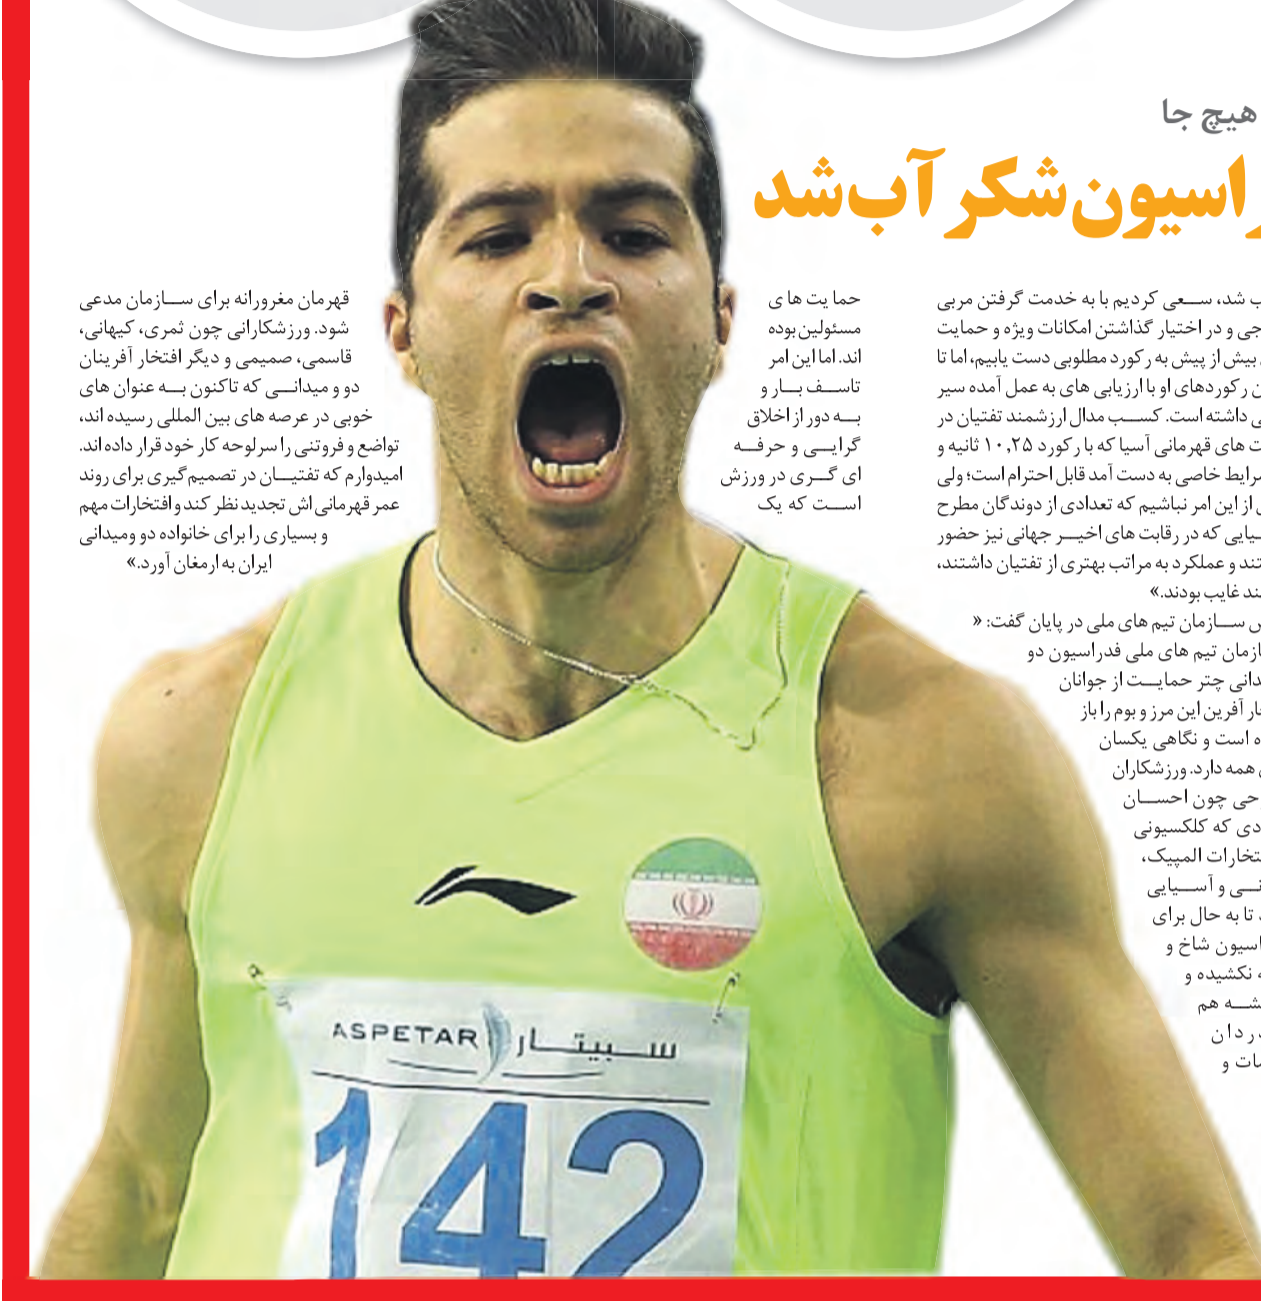 هیچ جا
راسیون شکر آب شد
ب شد، سعی کردیم با به خدمت گرفتن مربی
جی و در اختیار گذاشتن امکانات ویژه و حمایت
بیش از پیش به رکورد مطلوبی دست یابیم، اما تا
ن رکوردهای او با ارزیابی های به عمل آمده سیر
ی داشته است. کسب مدال ارزشمند تفتیان در
ت های قهرمانی آسیا که با رکورد ۱۰٫۲۵ ثانیه و
رایط خاصی به دست آمد قابل احترام است؛ ولی
از این امر نباشیم که تعدادی از دوندگان مطرح
سیایی که در رقابت های اخیر جهانی نیز حضور
تند و عملکرد به مراتب بهتری از تفتیان داشتند،
ند غایب بودند.»
س سازمان تیم های ملی در پایان گفت: «
ازمان تیم های ملی فدراسیون دو
دانی چتر حمایت از جوانان
ار آفرین این مرز و بوم را باز
ه است و نگاهی یکسان
همه دارد. ورزشکاران
حی چون احسان
دی که کلکسیونی
تخارات المپیک،
نی و آسیایی
تا به حال برای
اسیون شاخ و
ه نکشیده و
شه هم
دردان
مات و
حمایت های
مسئولین بوده
اند. اما این امر
تاسف بار و
به دور از اخلاق
گرایی و حرفه
ای گری در ورزش
است که یک
قهرمان مغرورانه برای سازمان مدعی
شود. ورزشکارانی چون ثمری، کیهانی،
قاسمی، صمیمی و دیگر افتخار آفرینان
دو و میدانی که تاکنون به عنوان های
خوبی در عرصه های بین المللی رسیده اند،
تواضع و فروتنی را سرلوحه کار خود قرار داده اند.
امیدوارم که تفتیان در تصمیم گیری برای روند
عمر قهرمانی اش تجدید نظر کند و افتخارات مهم
و بسیاری را برای خانواده دو ومیدانی
ایران به ارمغان آورد.»
ASPETAR سبيتار
142